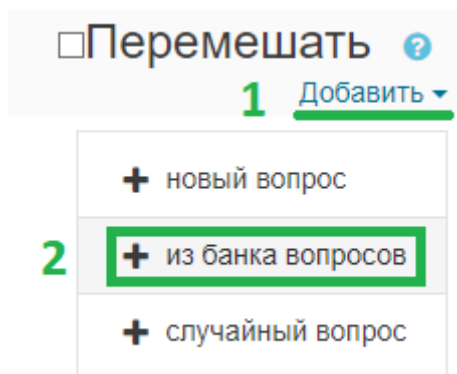 Перемешать ?
1 Добавить
+ новый вопрос
2 + из банка вопросов
+ случайный вопрос